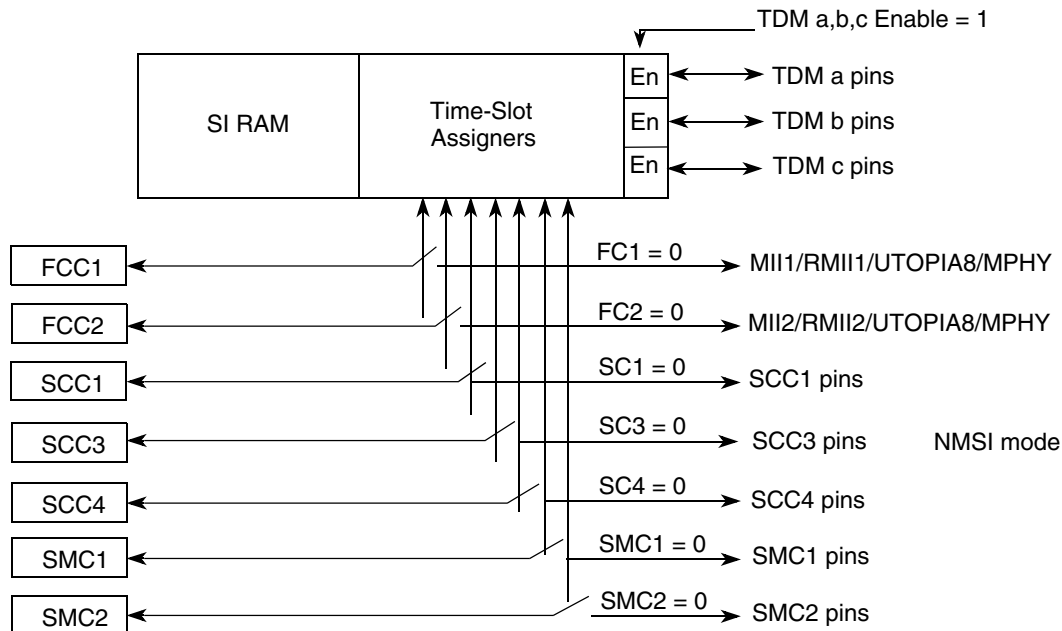 TDM a,b,c Enable = 1
SI RAM
Time-Slot
Assigners
En
TDM a pins
En
TDM b pins
En
TDM c pins
FCC1
FC1 = 0
MII1/RMII1/UTOPIA8/MPHY
FCC2
FC2 = 0
MII2/RMII2/UTOPIA8/MPHY
SCC1
SC1 = 0
SCC1 pins
SCC3
SC3 = 0
SCC3 pins
NMSI mode
SCC4
SC4 = 0
SCC4 pins
SMC1
SMC1 = 0
SMC1 pins
SMC2
SMC2 = 0
SMC2 pins